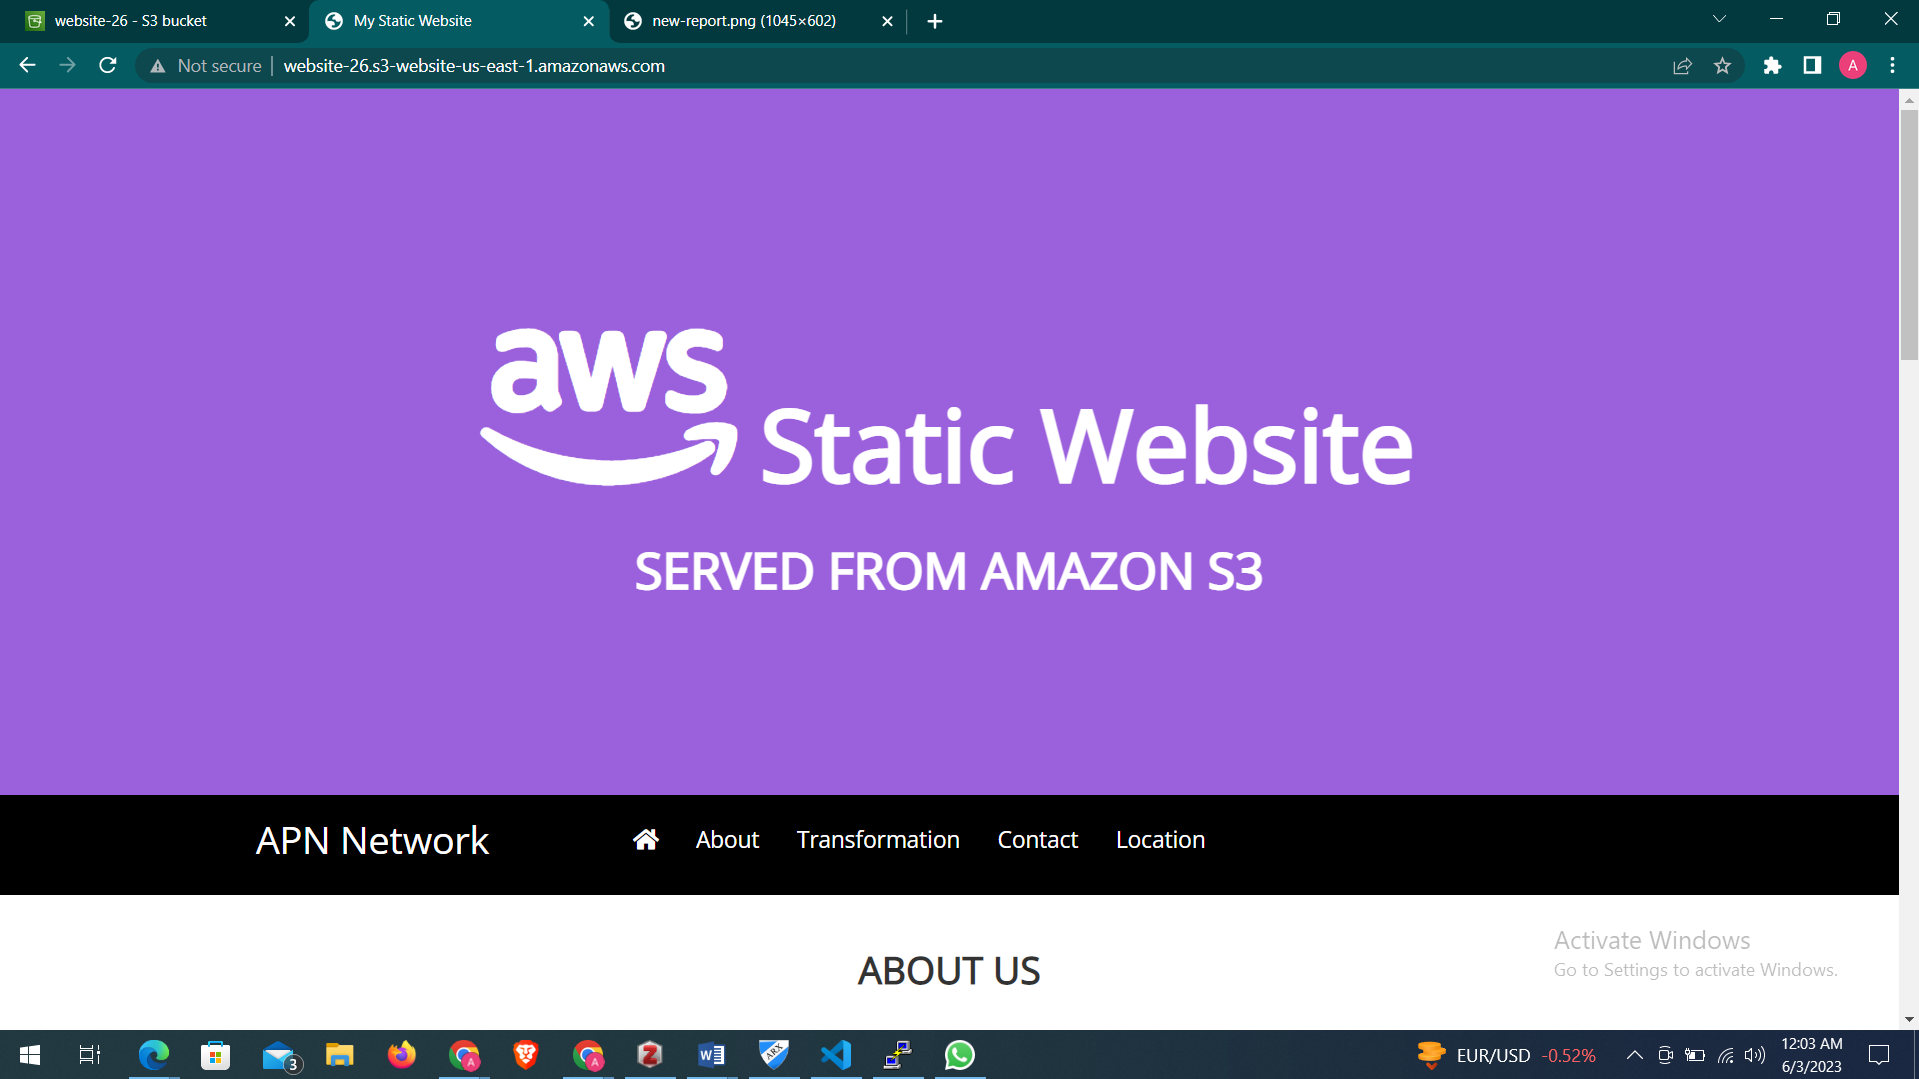 website-26 - S3 bucket
My Static Website
new-report.png (1045×602)
Not secure
website-26.s3-website-us-east-1.amazonaws.com
A
aws Static Website
SERVED FROM AMAZON S3
APN Network
About
Transformation
Contact
Location
ABOUT US
Activate Windows
Go to Settings to activate Windows.
3
A
A
Z
W
ARX
EUR/USD -0.52%
12:03 AM
6/3/2023